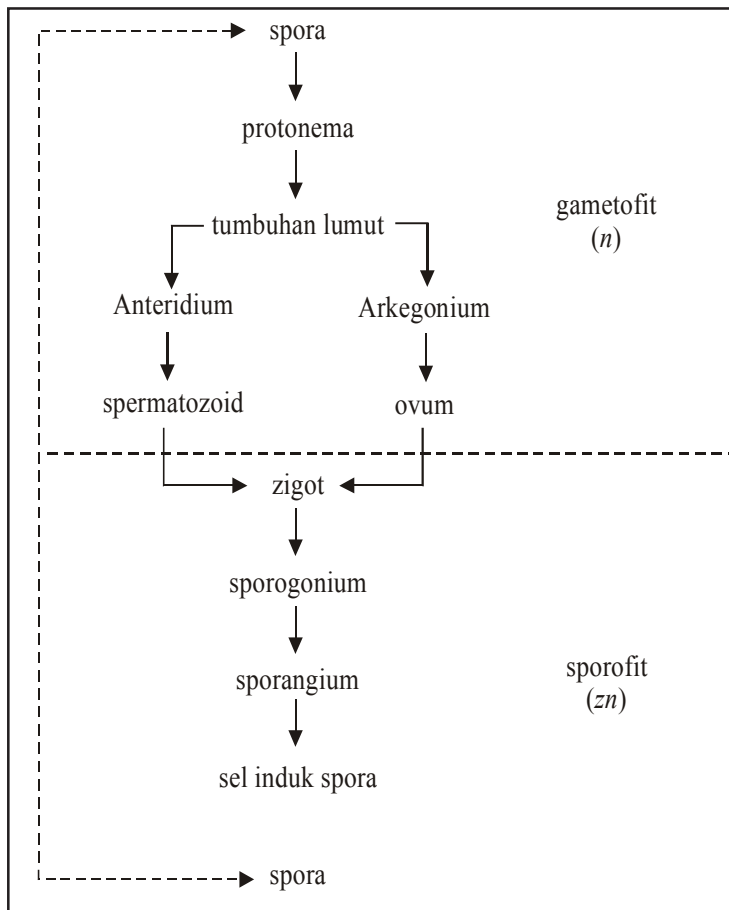 spora
protonema
tumbuhan lumut
gametofit
(n)
Anteridium
Arkegonium
spermatozoid
ovum
zigot
sporogonium
sporangium
sporofit
(zn)
sel induk spora
spora